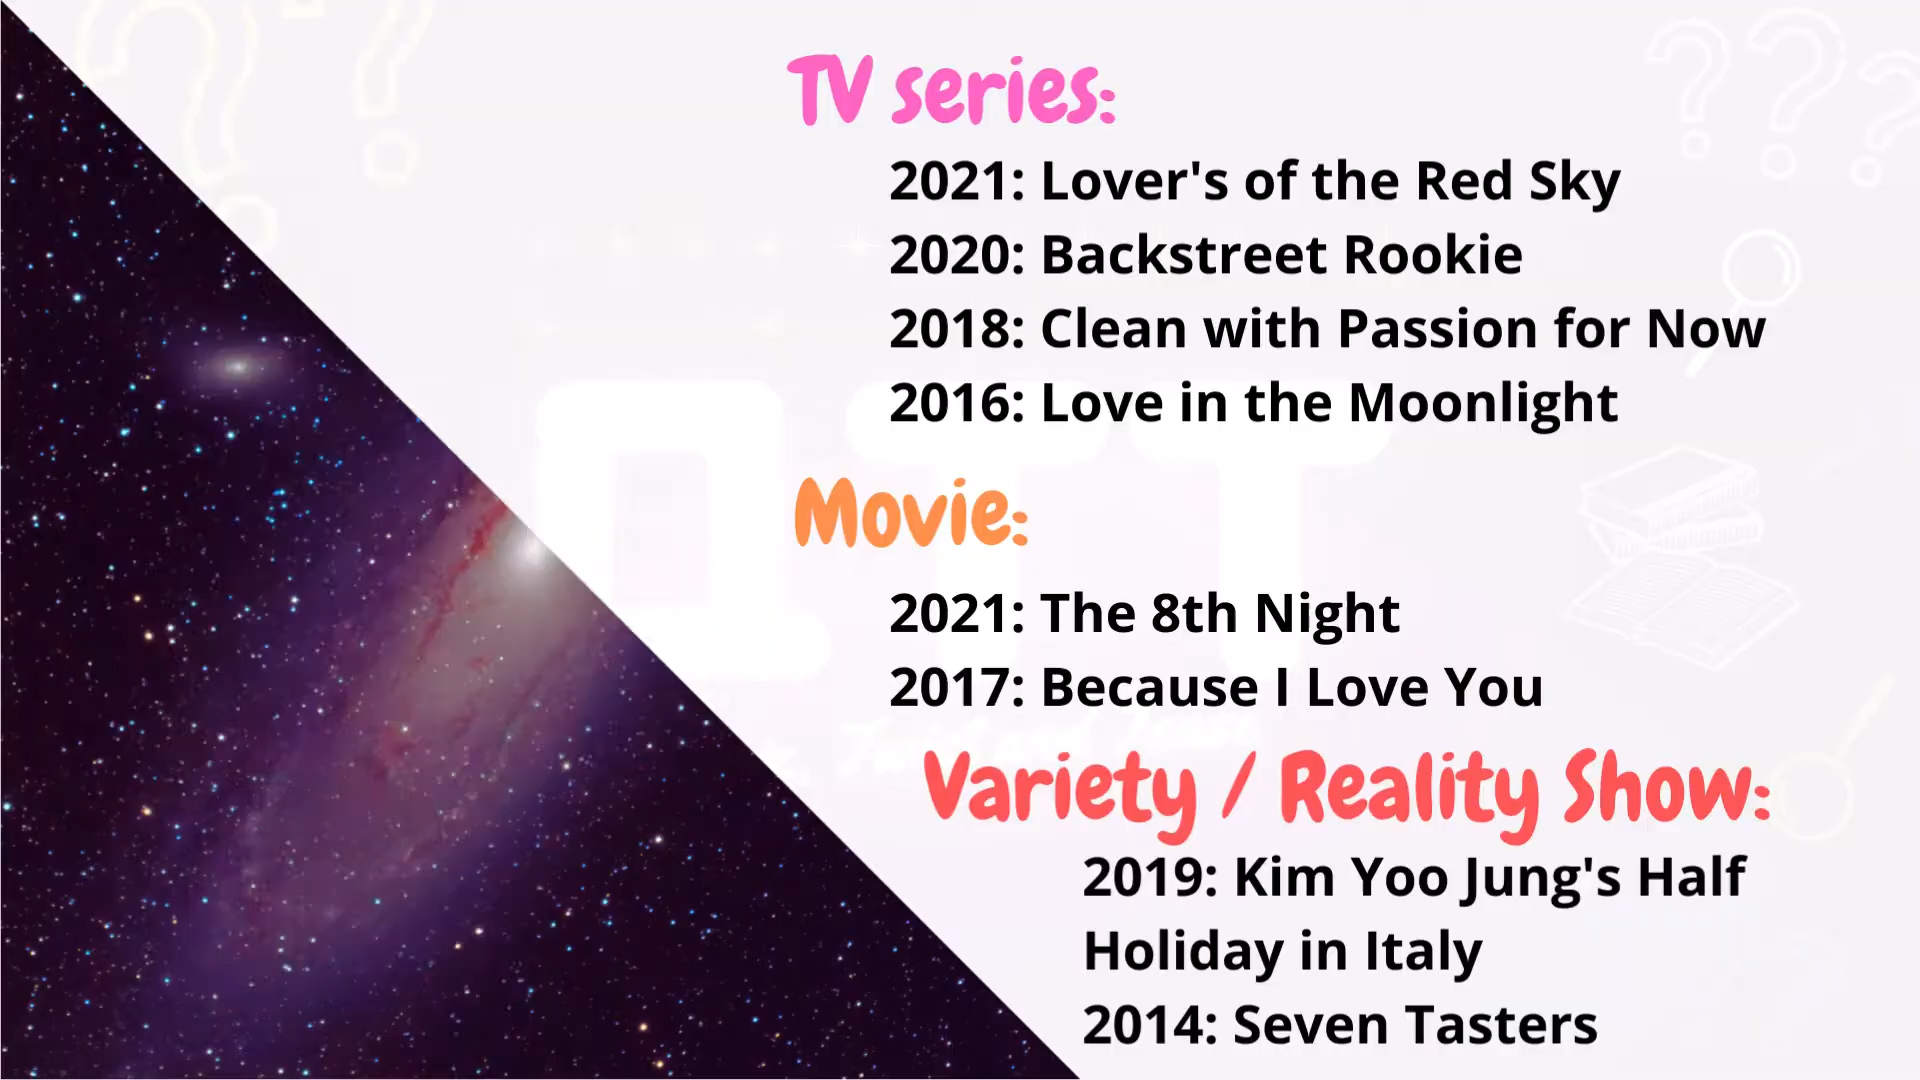 TV series:
2021: Lover's of the Red Sky
2020: Backstreet Rookie
2018: Clean with Passion for Now
2016: Love in the Moonlight
Movie:
2021: The 8th Night
2017: Because I Love You
Variety / Reality Show:
2019: Kim Yoo Jung's Half
Holiday in Italy
2014: Seven Tasters
QTT